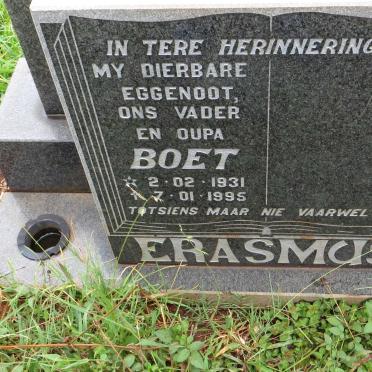 IN TERE HERINNERING
MY DIERBARE
EGGENOOT,
ONS VADER
EN OUPA
BOET
☆ 2·02·1931
† 7·01·1995
TOTSIENS MAAR NIE VAARWEL
ERASMUS